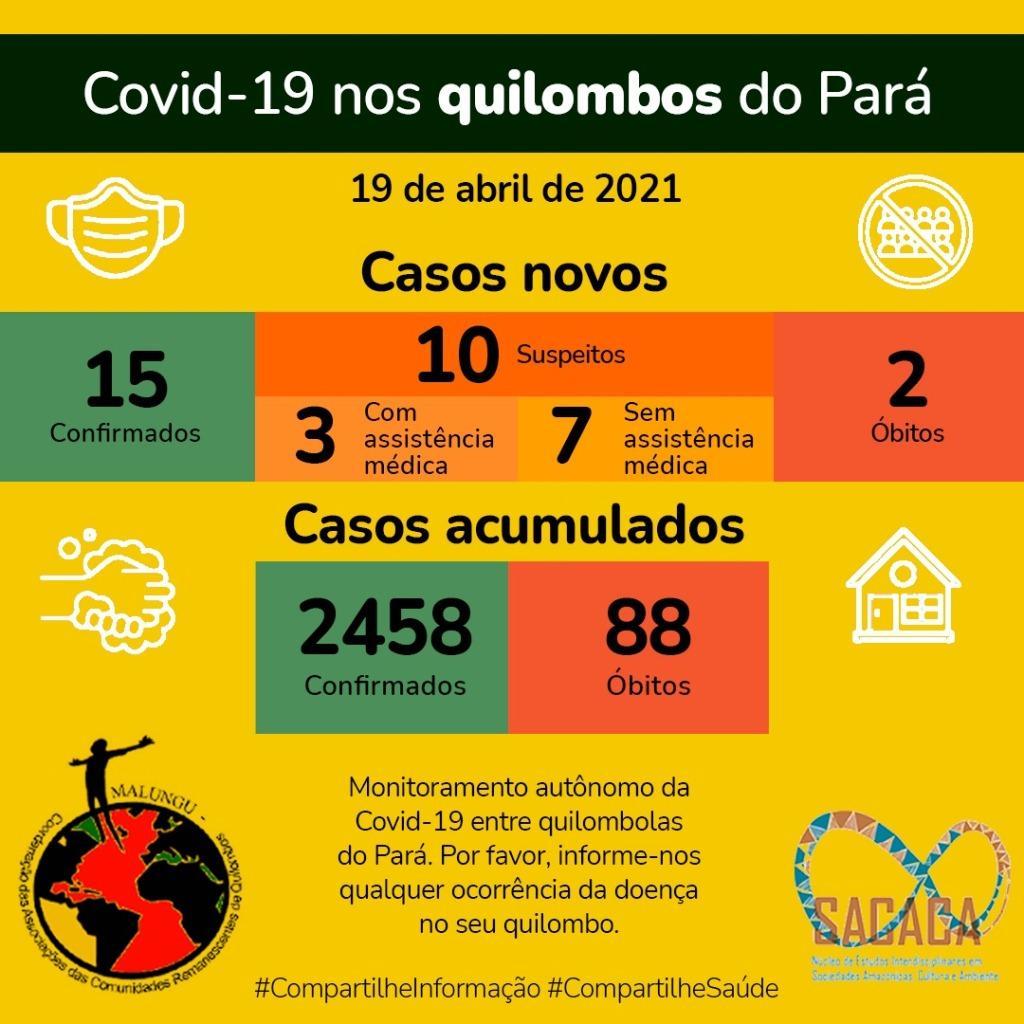 Covid-19 nos quilombos do Pará
19 de abril de 2021
Casos novos
15
Confirmados
10 Suspeitos
3 Com
assistência
médica
7 Sem
assistência
médica
2
Óbitos
Casos acumulados
2458
Confirmados
88
Óbitos
MALUNGU -
Coordenação das Associações das Comunidades Remanescentes de Quilombos
Monitoramento autônomo da
Covid-19 entre quilombolas
do Pará. Por favor, informe-nos
qualquer ocorrência da doença
no seu quilombo.
SACACA
Núcleo de Estudos Interdisciplinares em
Sociedades Amazônicas, Cultura e Ambiente
#CompartilheInformação #CompartilheSaúde